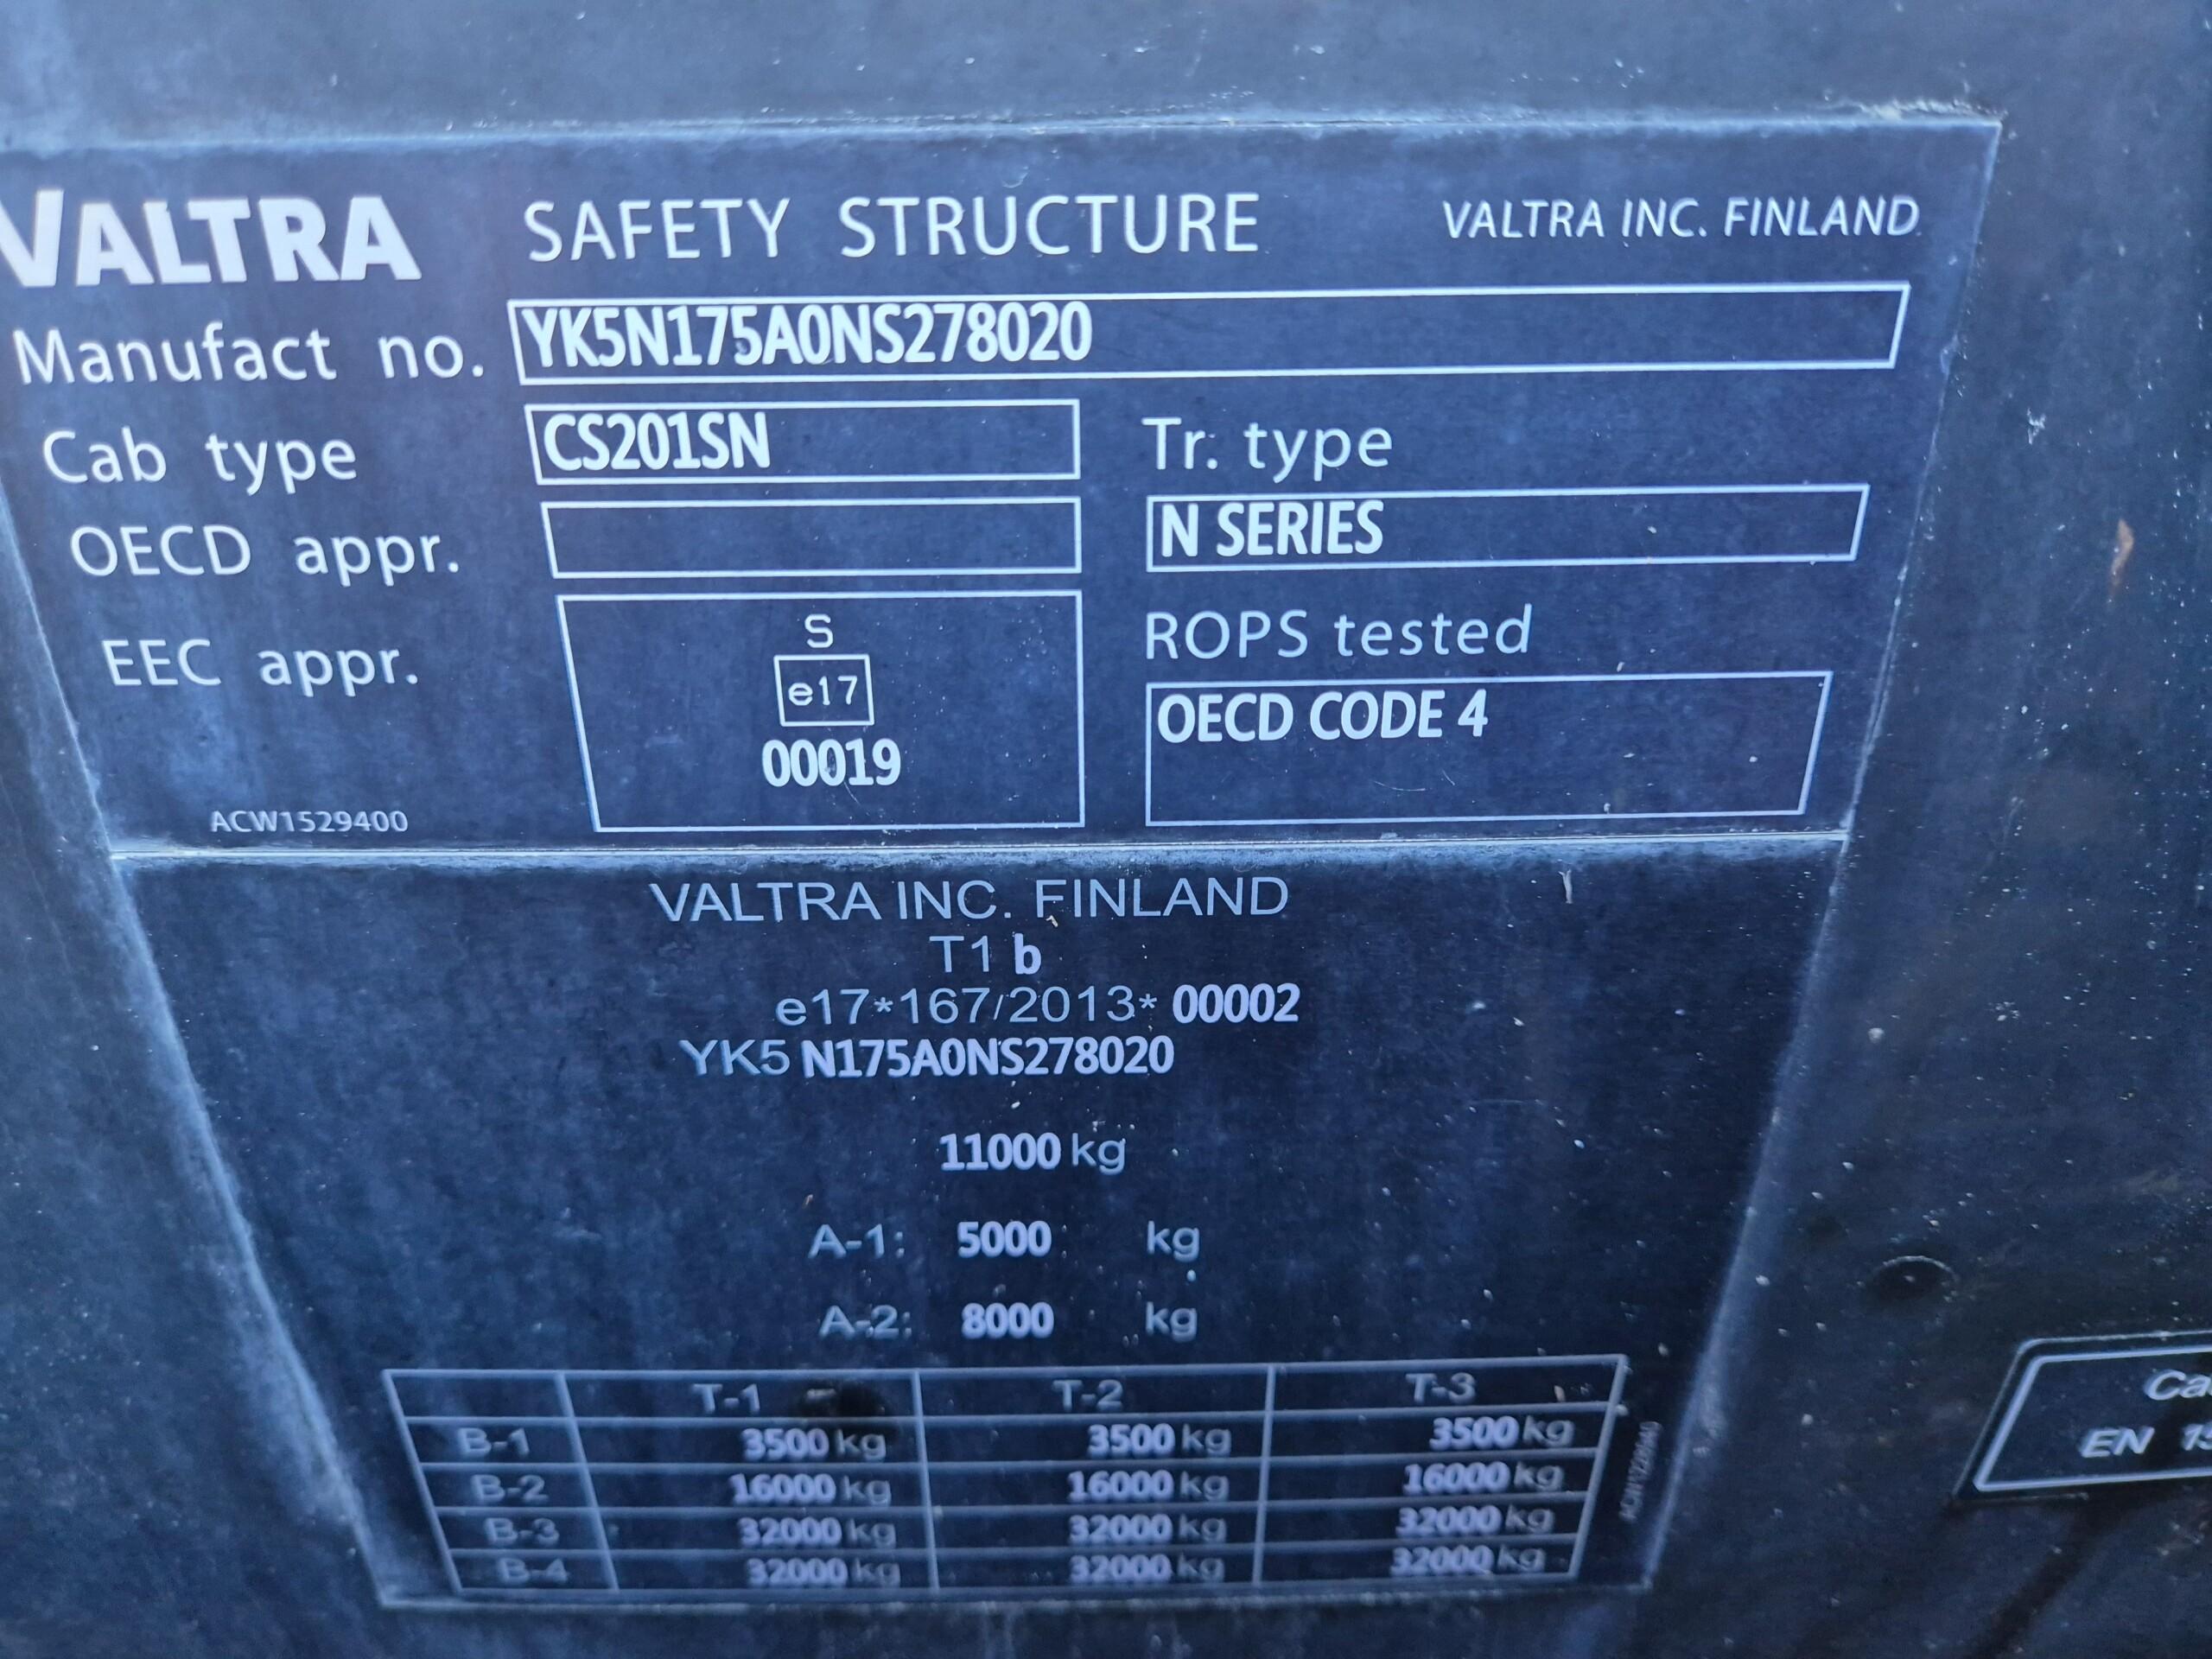 VALTRA SAFETY STRUCTURE VALTRA INC. FINLAND
Manufact no. YK5N175A0NS278020
Cab type CS201SN Tr. type
OECD appr. N SERIES
EEC appr. S ROPS tested
e17 OECD CODE 4
00019
ACW1529400
VALTRA INC. FINLAND
T1 b
e17*167/2013* 00002
YK5 N175A0NS278020
11000 kg
A-1: 5000 kg
A-2: 8000 kg
T-1 T-2 T-3
B-1 3500 kg 3500 kg 3500 kg
B-2 16000 kg 16000 kg 16000 kg
B-3 32000 kg 32000 kg 32000 kg
B-4 32000 kg 32000 kg 32000 kg
EN